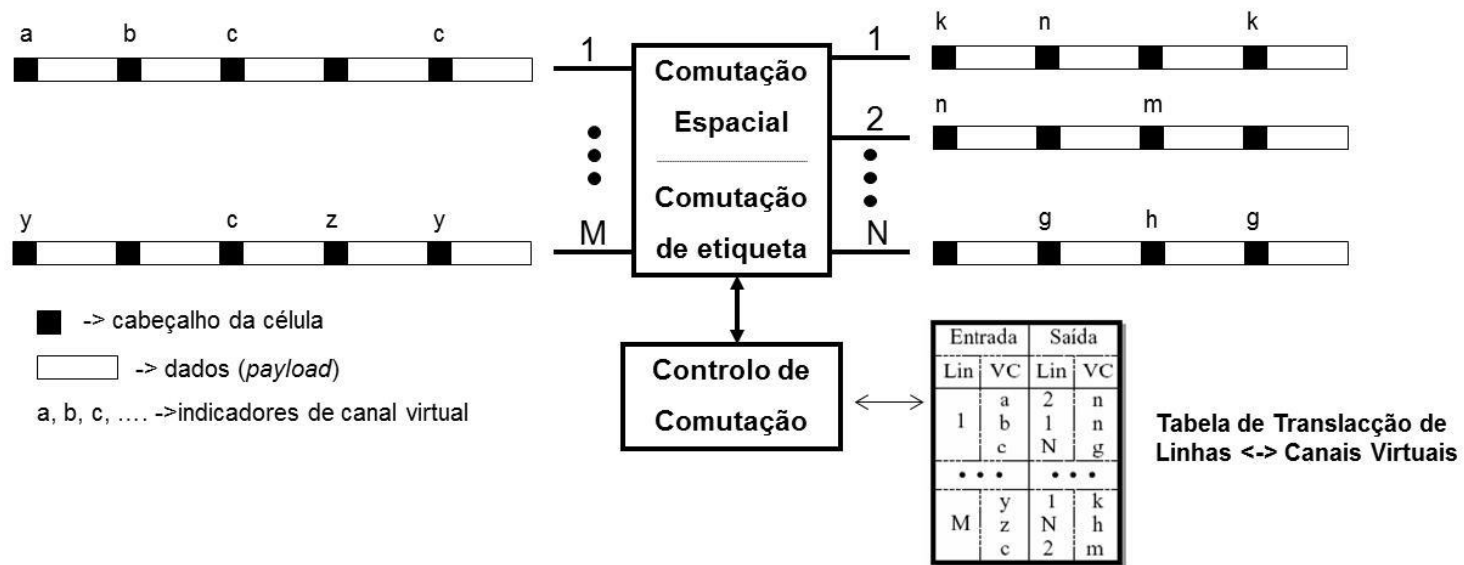 a b c c
1
Comutação
Espacial
Comutação
de etiqueta
1
k n k
2
n m
y c z y
M
N
g h g
-> cabeçalho da célula
-> dados (payload)
a, b, c, .... ->indicadores de canal virtual
Controlo de
Comutação
Entrada Saída
Lin VC Lin VC
a 2 n
1 b 1 n
c N g
• • • • • •
y 1 k
M z N h
c 2 m
Tabela de Translacção de
Linhas <-> Canais Virtuais